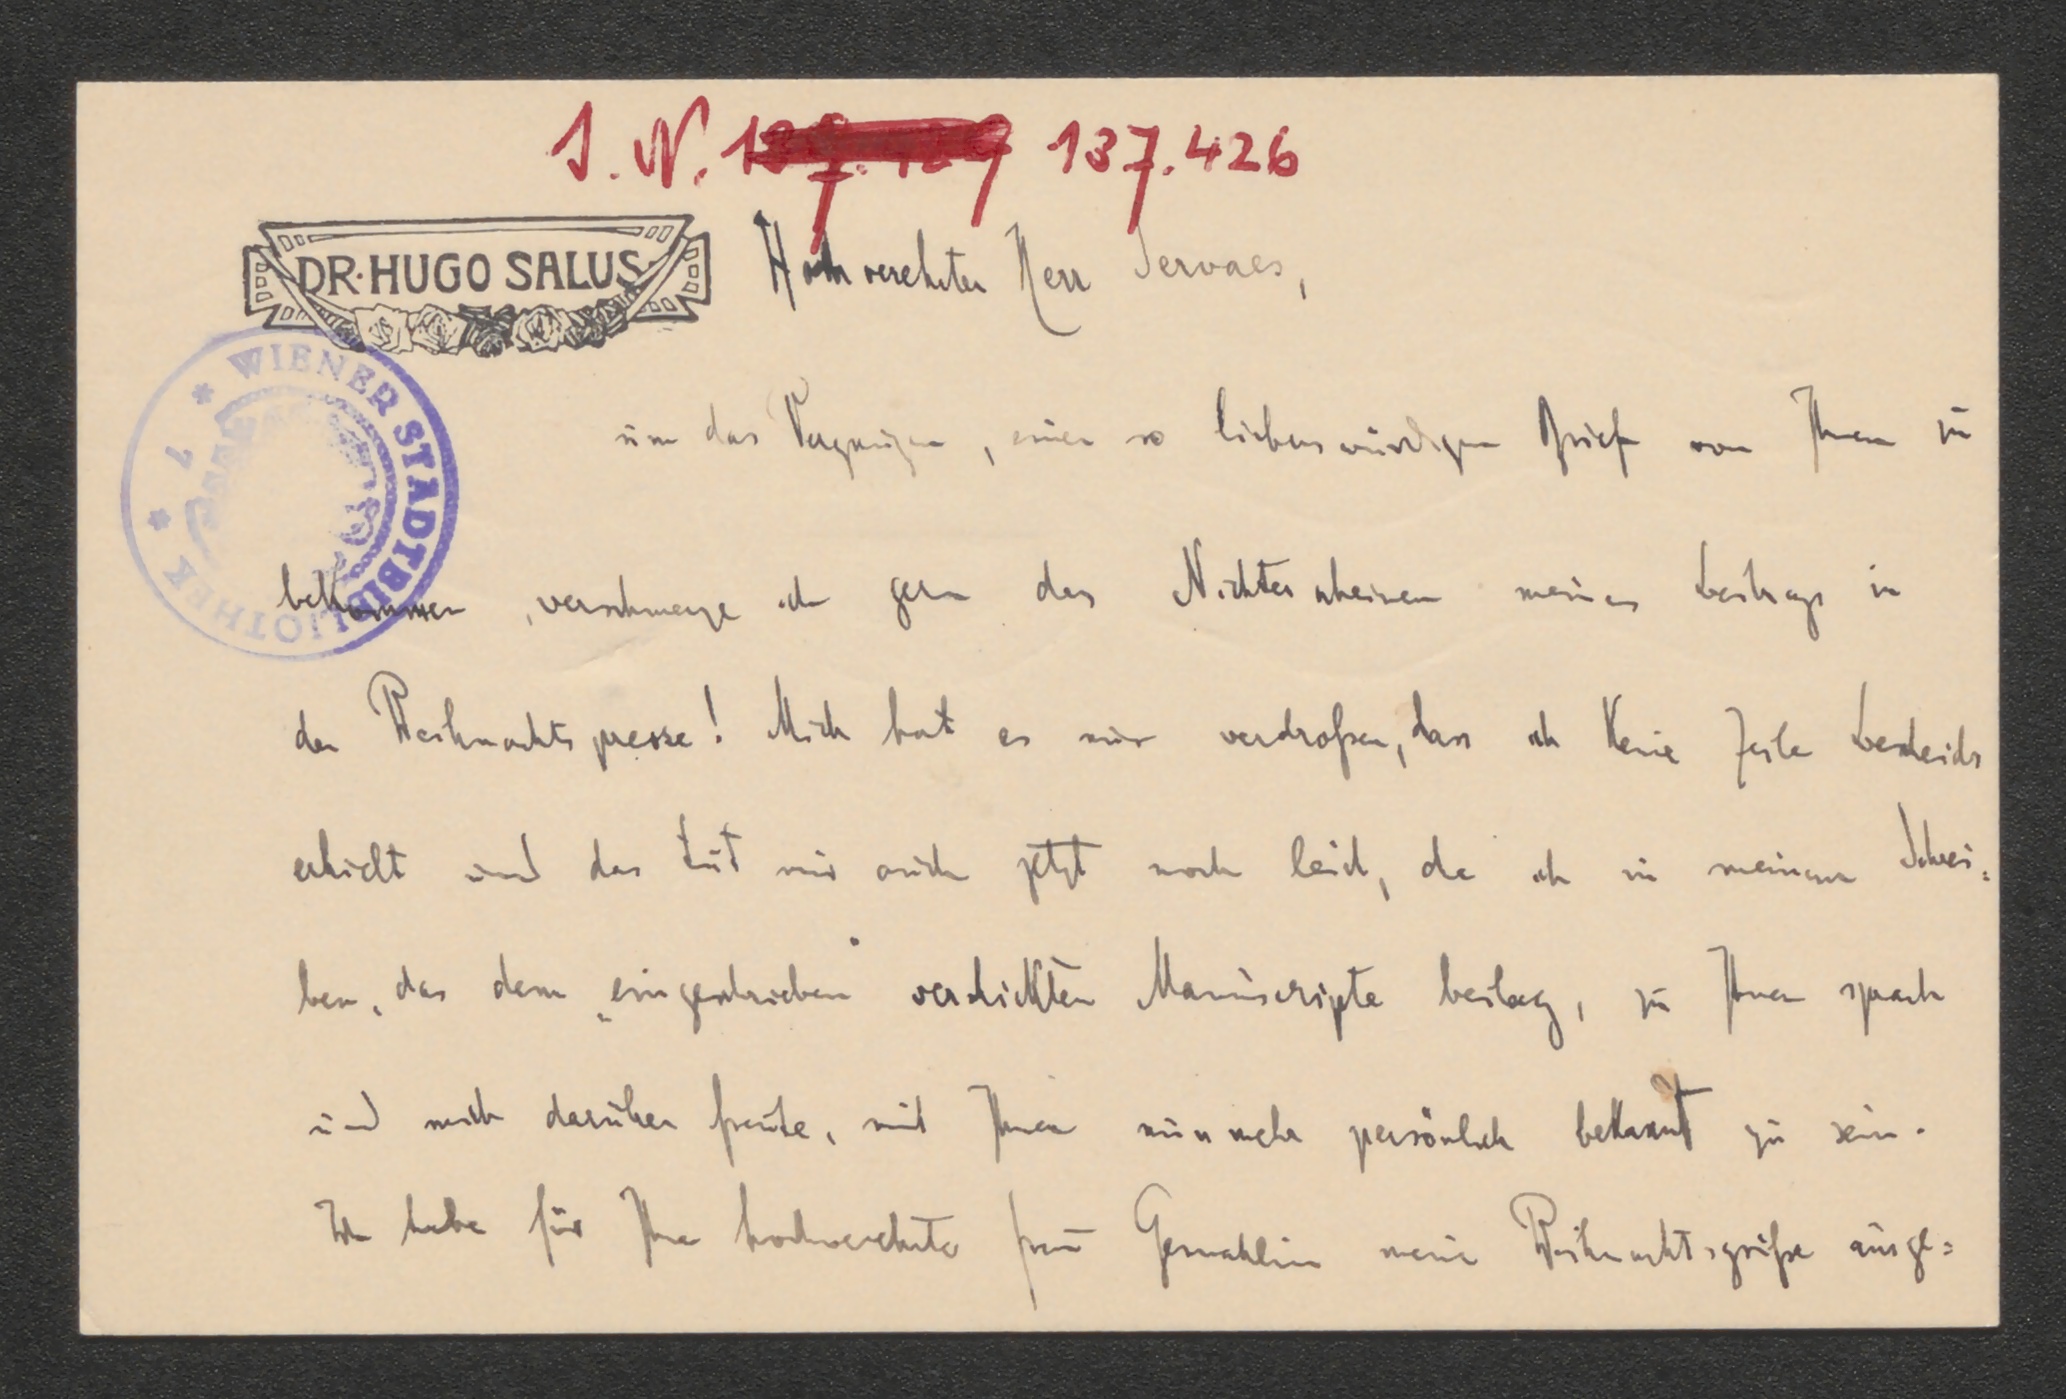 I. N. 137.426
DR. HUGO SALUS
Hochverehrter Herr Servaes,
um das Vergnügen, einen so liebenswürdigen Brief von Ihnen zu
WIENER STADTBIBLIOTHEK
bekommen, verschmerze ich gern das Nichterscheinen meines Beitrags in
der Weihnachtspresse! Mich hat es nur verdroßen, dass ich keine Zeile Bescheids
erhielt und das tut mir auch jetzt noch leid, da ich in meinem Schrei=
ben, das dem „eingeschrieben" verschickten Manuscripte beilag, zu Ihnen sprach
und mich darüber freute, mit Ihnen nunmehr persönlich bekannt zu sein.
Ich habe für Ihre hochverehrte Frau Gemahlin meine Weihnachtsgrüße ausge=